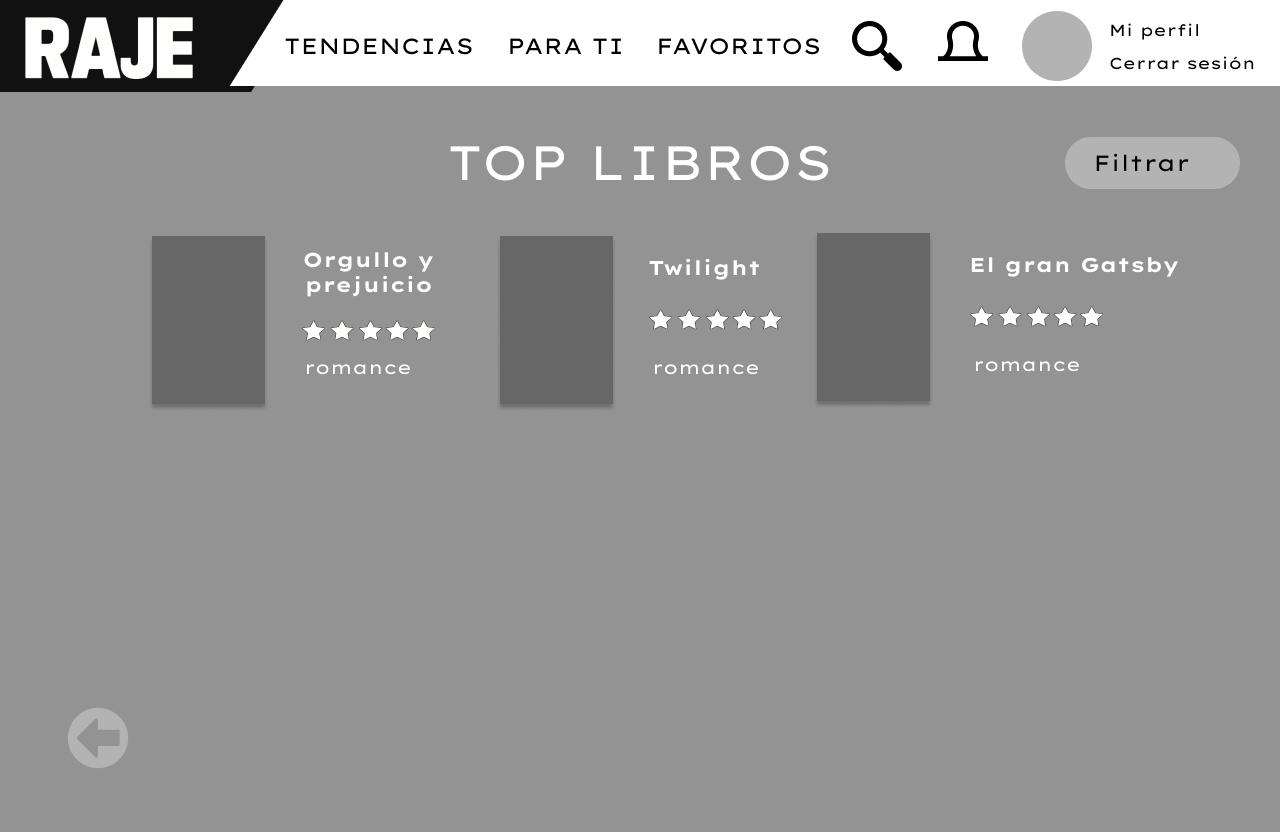 RAJE
TENDENCIAS
PARA TI
FAVORITOS
Mi perfil
Cerrar sesión
TOP LIBROS
Filtrar
Orgullo y
prejuicio
romance
Twilight
romance
El gran Gatsby
romance